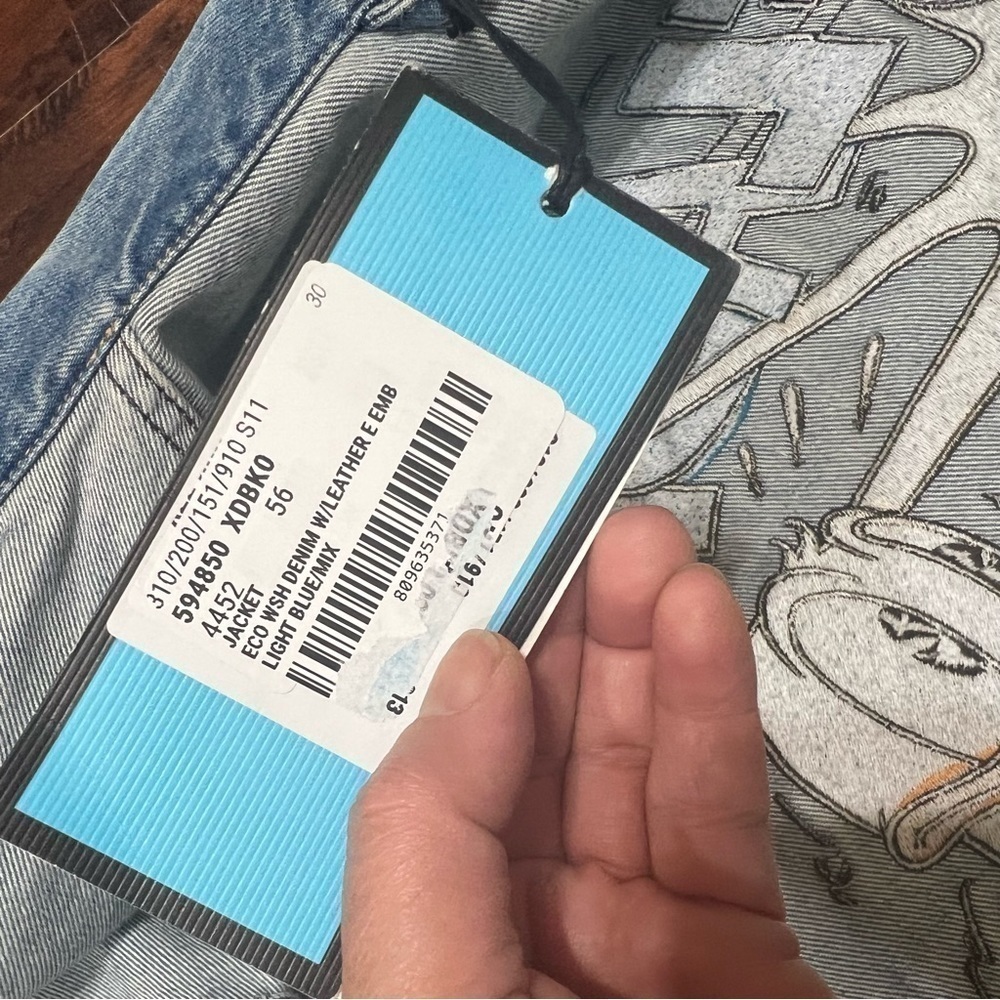 30
310/200/151/910 S11
594850 XDBKO
56
4452
JACKET
ECO WSH DENIM W/LEATHER E EMB
LIGHT BLUE/MIX
809635371
13